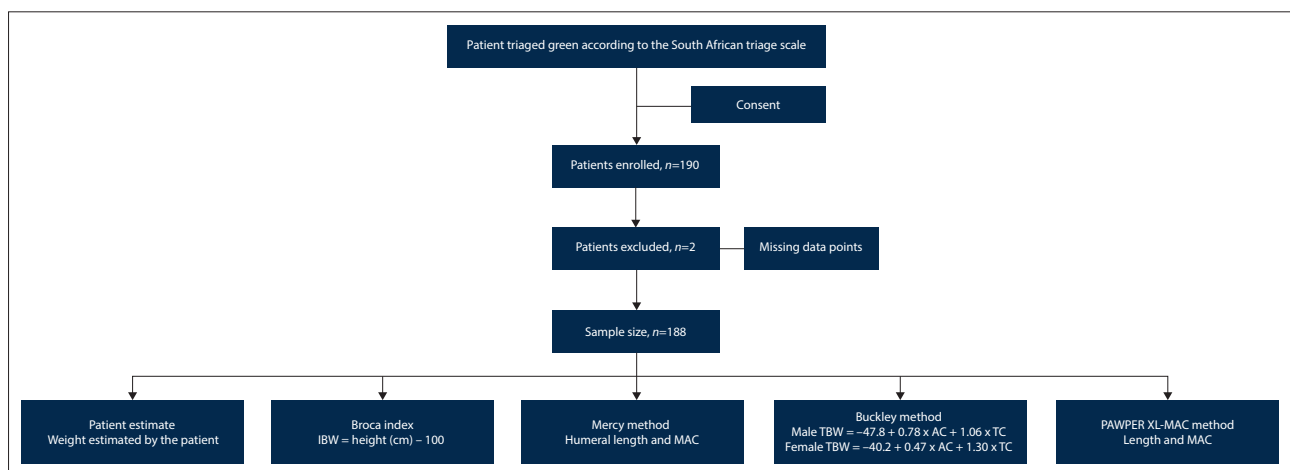 Patient triaged green according to the South African triage scale
Consent
Patients enrolled, n=190
Patients excluded, n=2
Missing data points
Sample size, n=188
Patient estimate
Weight estimated by the patient
Broca index
IBW = height (cm) – 100
Mercy method
Humeral length and MAC
Buckley method
Male TBW = –47.8 + 0.78 x AC + 1.06 x TC
Female TBW = –40.2 + 0.47 x AC + 1.30 x TC
PAWPER XL-MAC method
Length and MAC